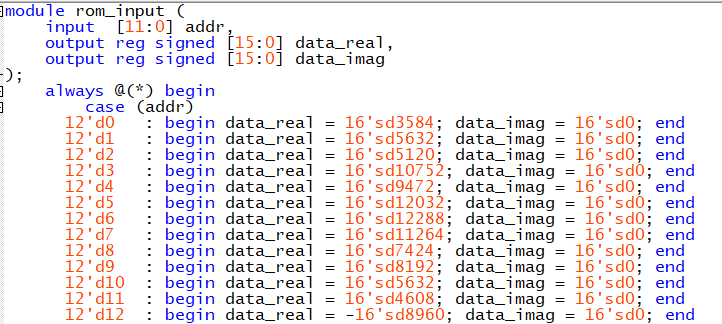 module rom_input (
    input  [11:0] addr,
    output reg signed [15:0] data_real,
    output reg signed [15:0] data_imag
);
    always @(*) begin
        case (addr)
      12'd0   : begin data_real = 16'sd3584; data_imag = 16'sd0; end
      12'd1   : begin data_real = 16'sd5632; data_imag = 16'sd0; end
      12'd2   : begin data_real = 16'sd5120; data_imag = 16'sd0; end
      12'd3   : begin data_real = 16'sd10752; data_imag = 16'sd0; end
      12'd4   : begin data_real = 16'sd9472; data_imag = 16'sd0; end
      12'd5   : begin data_real = 16'sd12032; data_imag = 16'sd0; end
      12'd6   : begin data_real = 16'sd12288; data_imag = 16'sd0; end
      12'd7   : begin data_real = 16'sd11264; data_imag = 16'sd0; end
      12'd8   : begin data_real = 16'sd7424; data_imag = 16'sd0; end
      12'd9   : begin data_real = 16'sd8192; data_imag = 16'sd0; end
      12'd10  : begin data_real = 16'sd5632; data_imag = 16'sd0; end
      12'd11  : begin data_real = 16'sd4608; data_imag = 16'sd0; end
      12'd12  : begin data_real = -16'sd8960; data_imag = 16'sd0; end